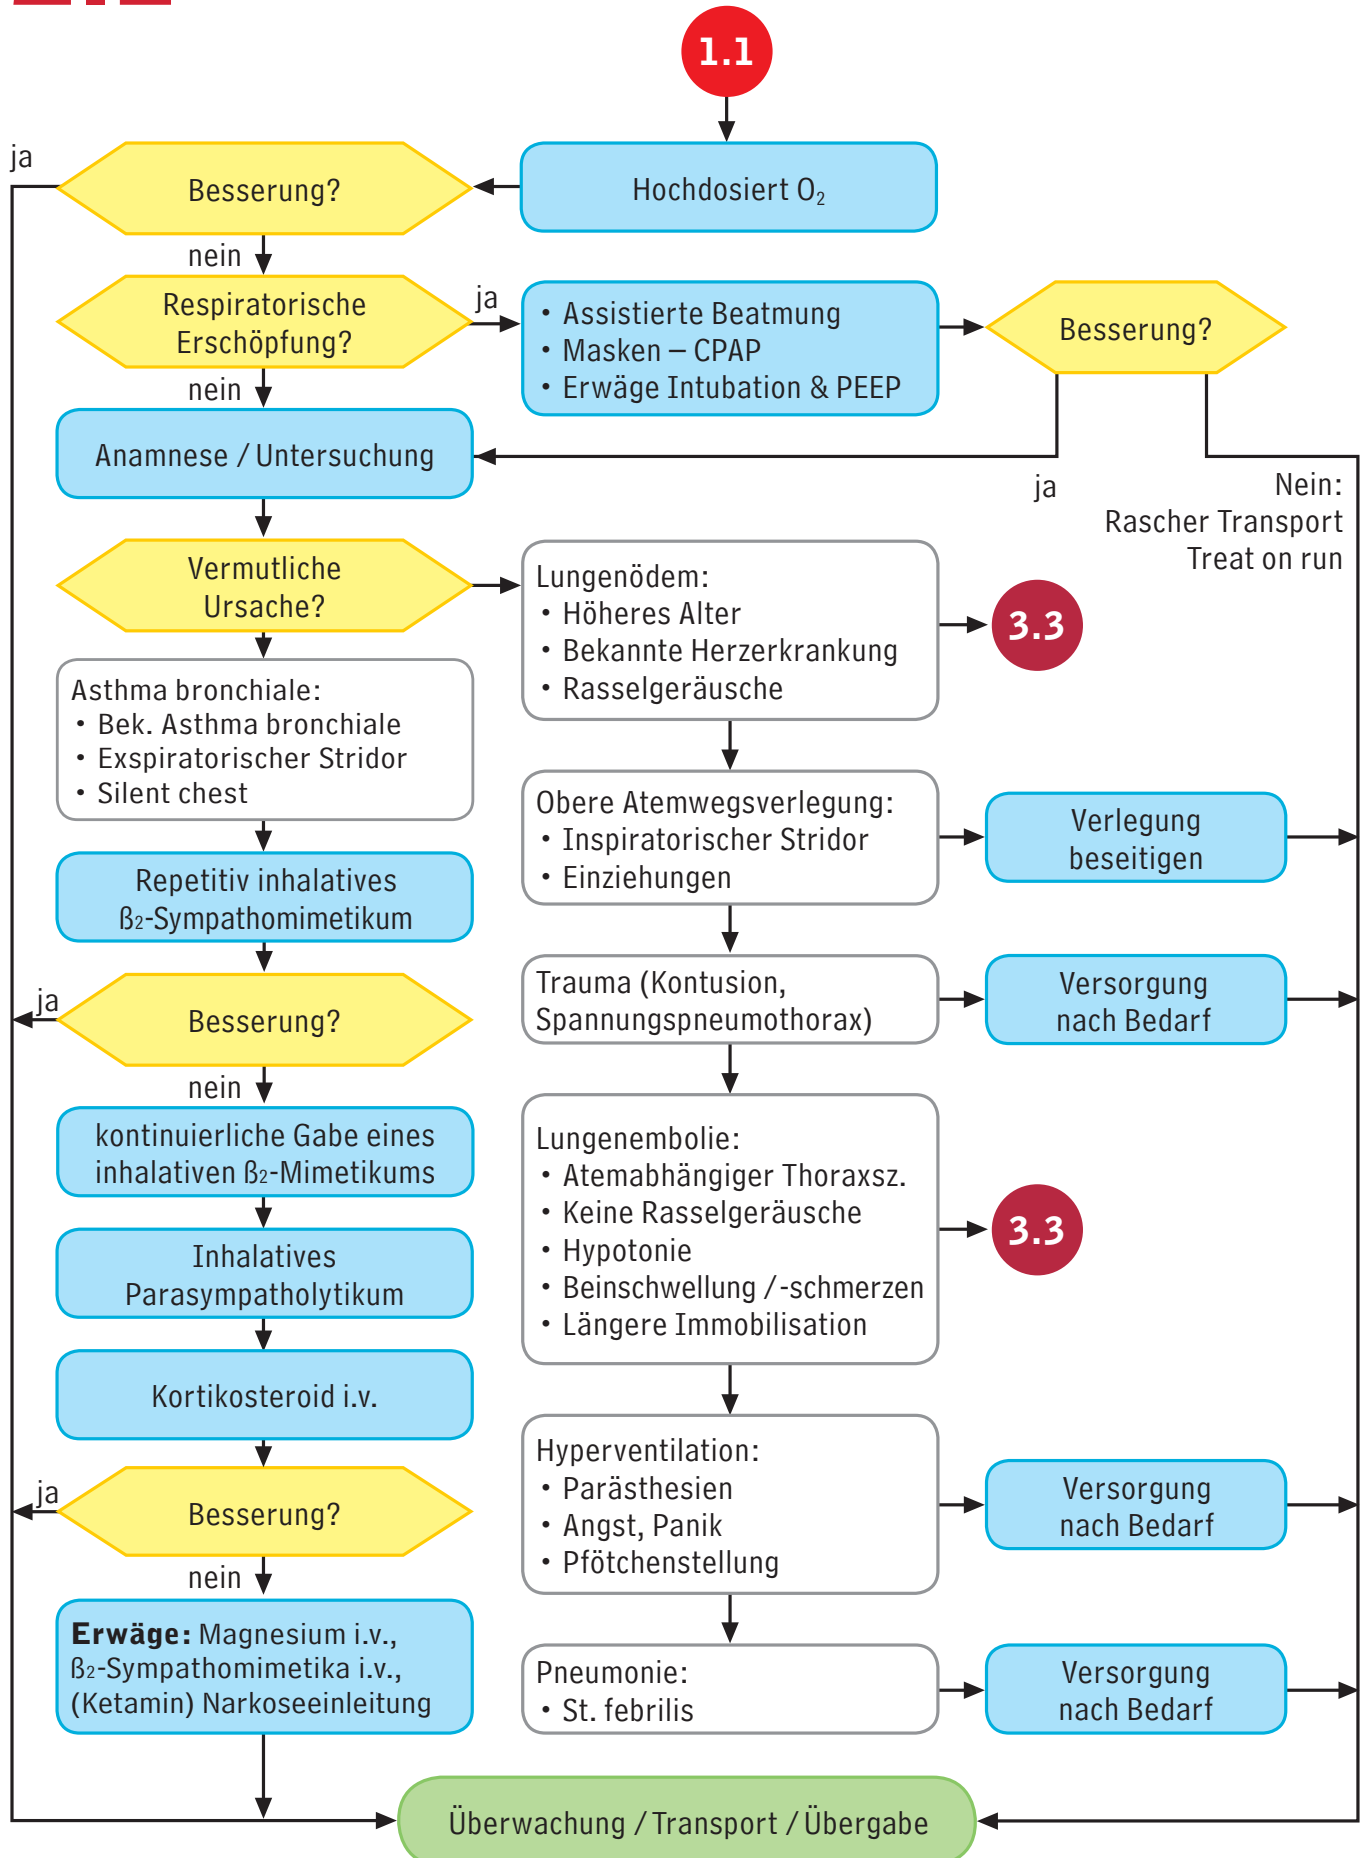 1.1
ja
Besserung?
Hochdosiert O₂
nein
Respiratorische
Erschöpfung?
ja
• Assistierte Beatmung
• Masken – CPAP
• Erwäge Intubation & PEEP
Besserung?
nein
Anamnese / Untersuchung
ja
Nein:
Rascher Transport
Treat on run
Vermutliche
Ursache?
Lungenödem:
• Höheres Alter
• Bekannte Herzerkrankung
• Rasselgeräusche
3.3
Asthma bronchiale:
• Bek. Asthma bronchiale
• Exspiratorischer Stridor
• Silent chest
Obere Atemwegsverlegung:
• Inspiratorischer Stridor
• Einziehungen
Verlegung
beseitigen
Repetitiv inhalatives
ß₂-Sympathomimetikum
Trauma (Kontusion,
Spannungspneumothorax)
Versorgung
nach Bedarf
ja
Besserung?
nein
kontinuierliche Gabe eines
inhalativen ß₂-Mimetikums
Lungenembolie:
• Atemabhängiger Thoraxsz.
• Keine Rasselgeräusche
• Hypotonie
• Beinschwellung /-schmerzen
• Längere Immobilisation
3.3
Inhalatives
Parasympatholytikum
Kortikosteroid i.v.
Hyperventilation:
• Parästhesien
• Angst, Panik
• Pfötchenstellung
Versorgung
nach Bedarf
ja
Besserung?
nein
Erwäge: Magnesium i.v.,
ß₂-Sympathomimetika i.v.,
(Ketamin) Narkoseeinleitung
Pneumonie:
• St. febrilis
Versorgung
nach Bedarf
Überwachung / Transport / Übergabe